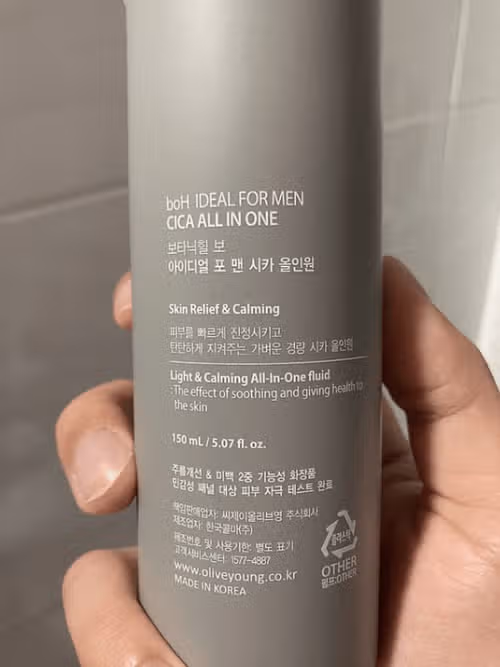 boH IDEAL FOR MEN
CICA ALL IN ONE
보타닉힐 보
아이디얼 포 맨 시카 올인원
Skin Relief & Calming
피부를 빠르게 진정시키고
탄탄하게 지켜주는 가벼운 경량 시카 올인원
Light & Calming All-In-One fluid
:The effect of soothing and giving health to
the skin
150 mL / 5.07 fl. oz.
주름개선 & 미백 2중 기능성 화장품
민감성 패널 대상 피부 자극 테스트 완료
책임판매업자: 씨제이올리브영 주식회사
제조업자: 한국콜마(주)
제조번호 및 사용기한: 별도 표기
고객서비스센터: 1577-4887
www.oliveyoung.co.kr
MADE IN KOREA
플라스틱
OTHER
펌프:OTHER